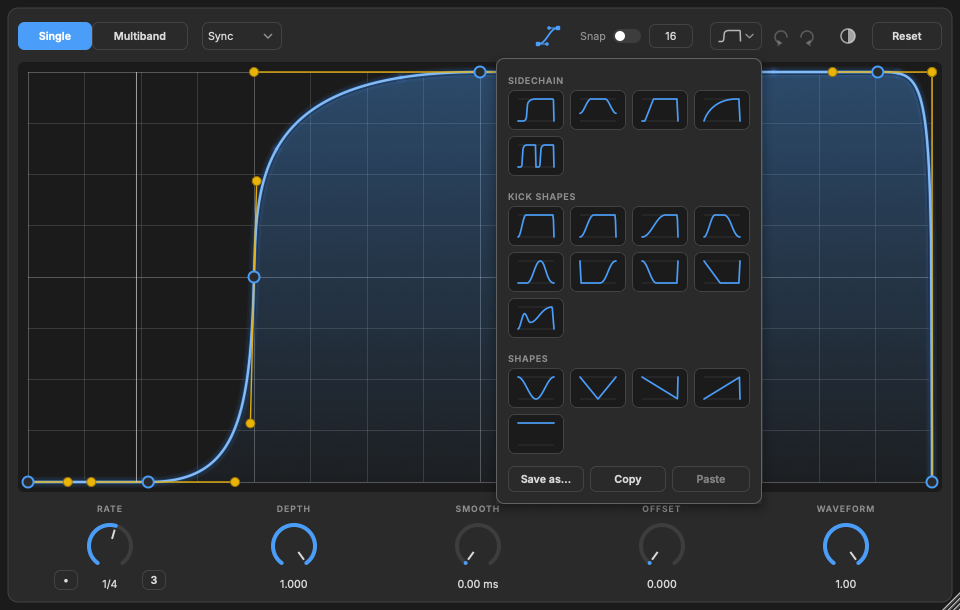 Single Multiband Sync Snap 16 Reset
SIDECHAIN
KICK SHAPES
SHAPES
Save as... Copy Paste
RATE DEPTH SMOOTH OFFSET WAVEFORM
• 1/4 3 1.000 0.00 ms 0.000 1.00